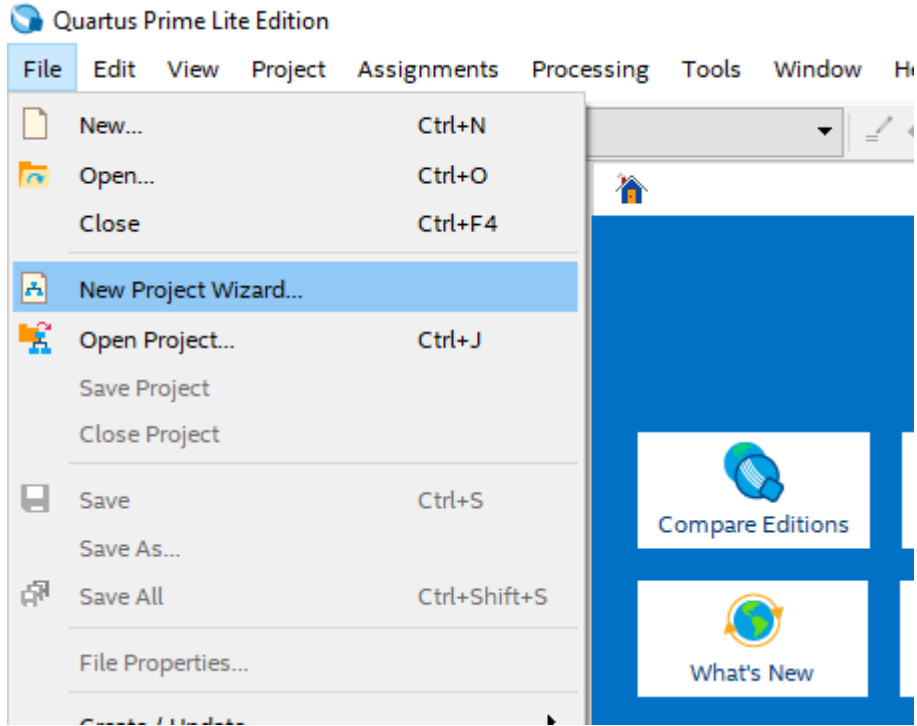 Quartus Prime Lite Edition
File Edit View Project Assignments Processing Tools Window
New... Ctrl+N
Open... Ctrl+O
Close Ctrl+F4
New Project Wizard...
Open Project... Ctrl+J
Save Project
Close Project
Save Ctrl+S
Save As...
Save All Ctrl+Shift+S
File Properties...
Create / Update
Compare Editions
What's New